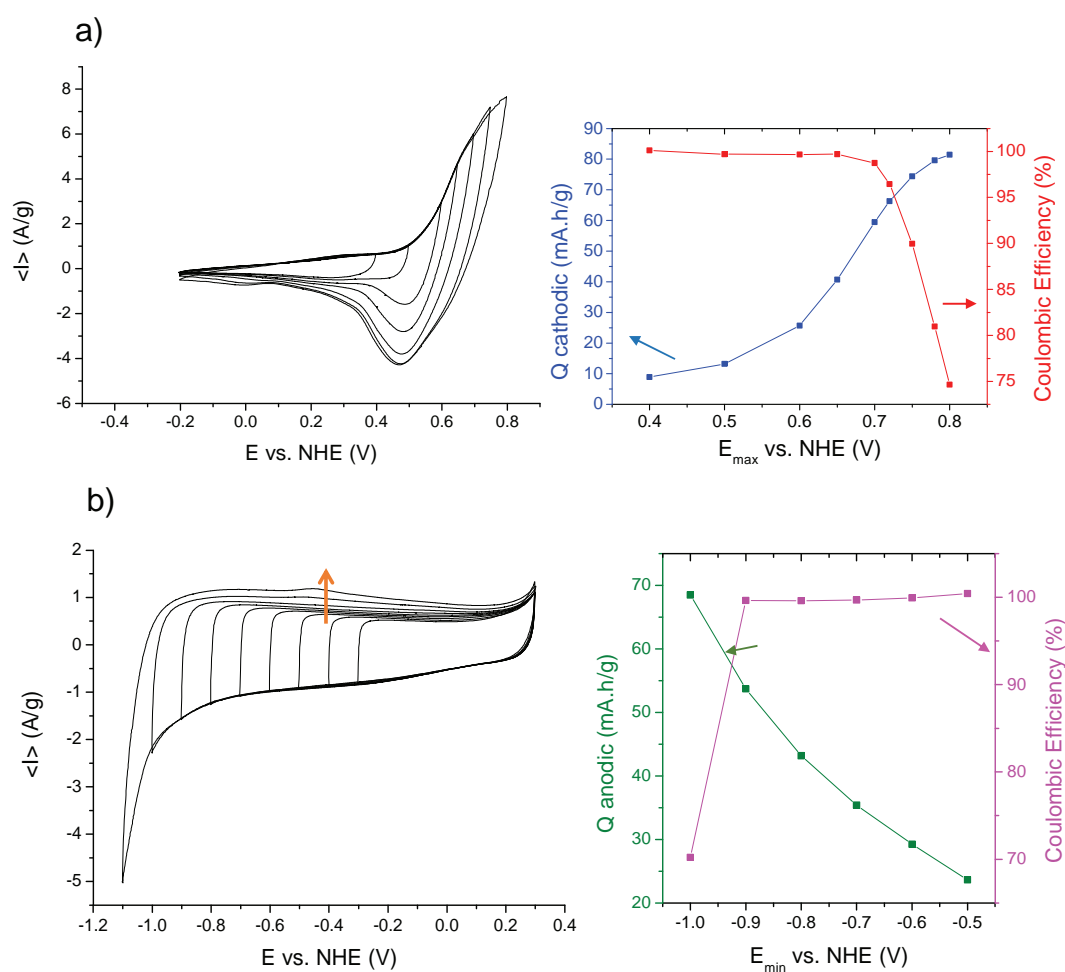 a)
8
6
4
2
0
-2
-4
-6
<I> (A/g)
-0.4 -0.2 0.0 0.2 0.4 0.6 0.8
E vs. NHE (V)
90
80
70
60
50
40
30
20
10
0
Q cathodic (mA.h/g)
100
95
90
85
80
75
Coulombic Efficiency (%)
0.4 0.5 0.6 0.7 0.8
Emax vs. NHE (V)
b)
2
1
0
-1
-2
-3
-4
-5
<I> (A/g)
-1.2 -1.0 -0.8 -0.6 -0.4 -0.2 0.0 0.2 0.4
E vs. NHE (V)
70
60
50
40
30
20
Q anodic (mA.h/g)
100
90
80
70
Coulombic Efficiency (%)
-1.0 -0.9 -0.8 -0.7 -0.6 -0.5
Emin vs. NHE (V)